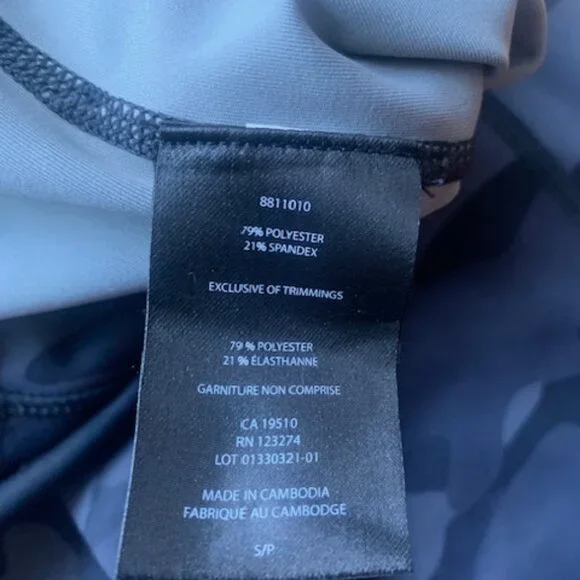 8811010
79% POLYESTER
21% SPANDEX
EXCLUSIVE OF TRIMMINGS
79 % POLYESTER
21 % ÉLASTHANNE
GARNITURE NON COMPRISE
CA 19510
RN 123274
LOT 01330321-01
MADE IN CAMBODIA
FABRIQUÉ AU CAMBODGE
S/P